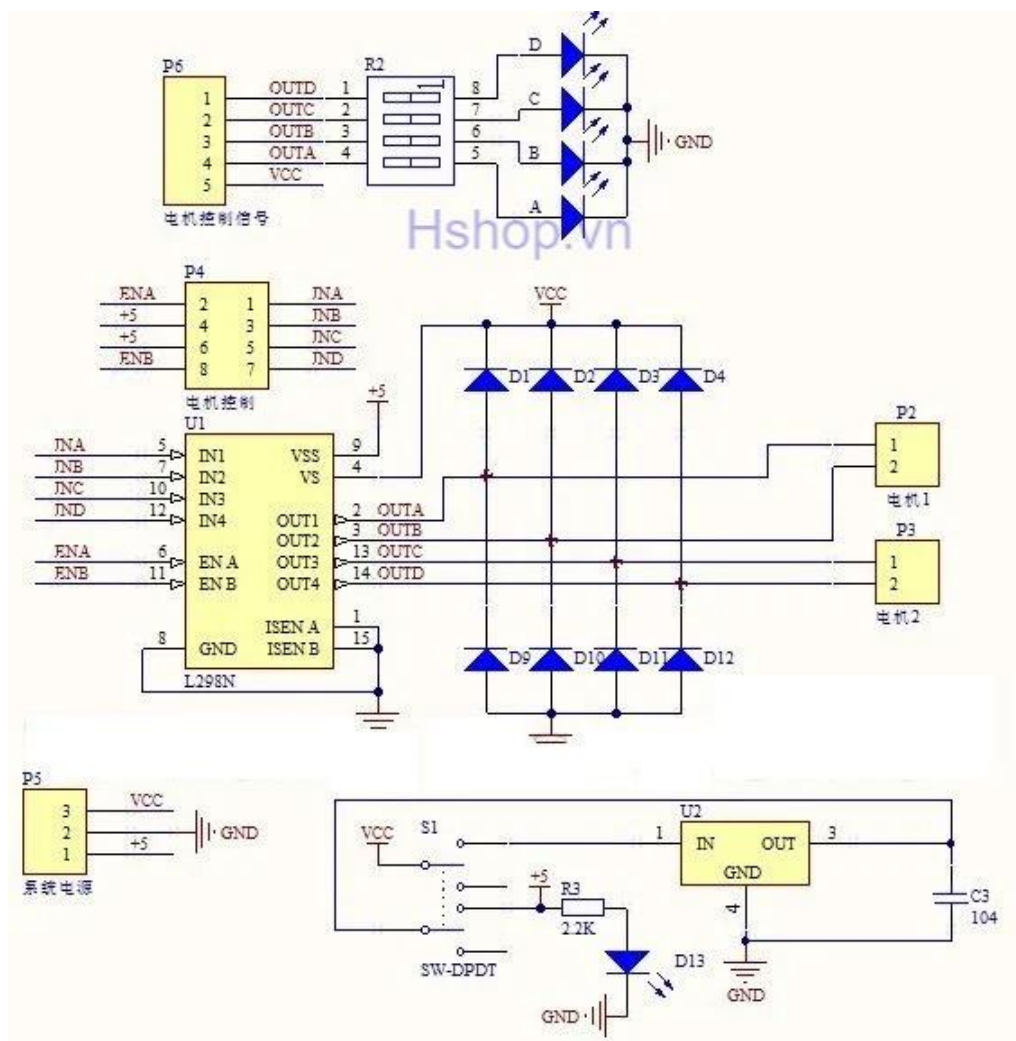 P6
1 OUTD 1
2 OUTC 2
3 OUTB 3
4 OUTA 4
5 VCC
电机控制信号
R2
8 D
7 C
6 B
5 A
GND
Hshop.vn
P4
ENA 2 1 JNA
+5 4 3 JNB
+5 6 5 JNC
ENB 8 7 JND
电机控制
U1
JNA 5 IN1
JNB 7 IN2
JNC 10 IN3
JND 12 IN4
ENA 6 EN A
ENB 11 EN B
8 GND
VSS 9
+5
VS 4
OUT1 2 OUTA
OUT2 3 OUTB
OUT3 13 OUTC
OUT4 14 OUTD
ISEN A 1
ISEN B 15
L298N
VCC
D1 D2 D3 D4
D9 D10 D11 D12
P2
1
2
电机1
P3
1
2
电机2
P5
3 VCC
2 GND
1 +5
系统电源
S1
VCC
SW-DPDT
+5
R3
2.2K
D13
GND
U2
1 IN OUT 3
GND
4
GND
C3
104